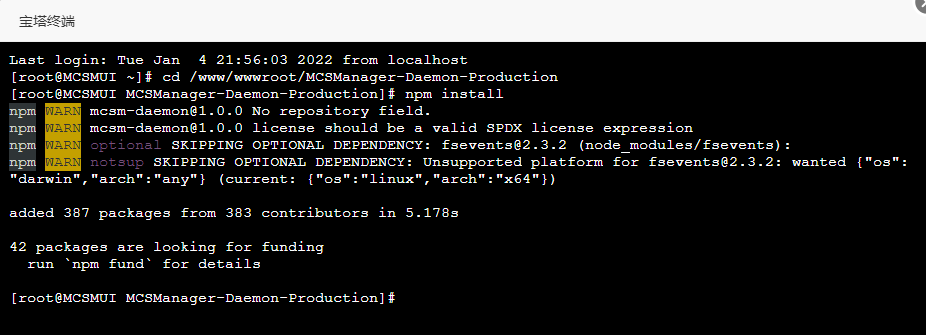 宝塔终端
Last login: Tue Jan  4 21:56:03 2022 from localhost
[root@MCSMUI ~]# cd /www/wwwroot/MCSManager-Daemon-Production
[root@MCSMUI MCSManager-Daemon-Production]# npm install
npm WARN mcsm-daemon@1.0.0 No repository field.
npm WARN mcsm-daemon@1.0.0 license should be a valid SPDX license expression
npm WARN optional SKIPPING OPTIONAL DEPENDENCY: fsevents@2.3.2 (node_modules/fsevents):
npm WARN notsup SKIPPING OPTIONAL DEPENDENCY: Unsupported platform for fsevents@2.3.2: wanted {"os":
"darwin","arch":"any"} (current: {"os":"linux","arch":"x64"})
added 387 packages from 383 contributors in 5.178s
42 packages are looking for funding
  run `npm fund` for details
[root@MCSMUI MCSManager-Daemon-Production]#